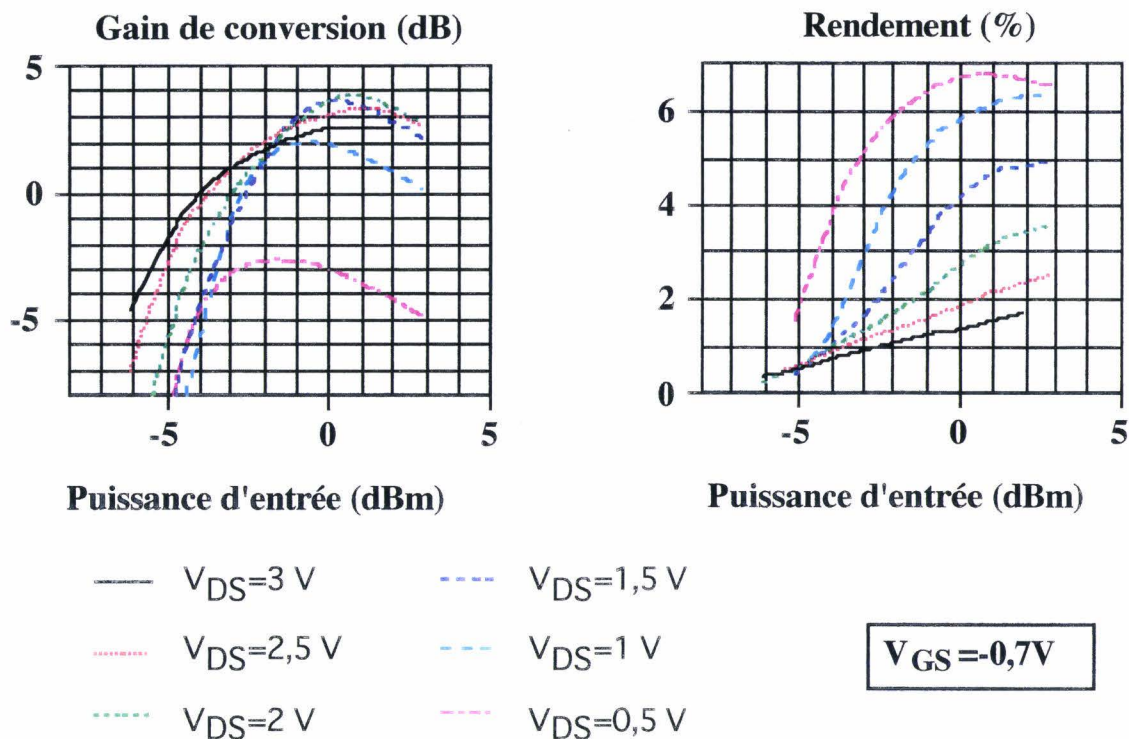 Gain de conversion (dB)
5
0
-5
-5 0 5
Puissance d'entrée (dBm)
Rendement (%)
6
4
2
0
-5 0 5
Puissance d'entrée (dBm)
VDS=3 V
VDS=2,5 V
VDS=2 V
VDS=1,5 V
VDS=1 V
VDS=0,5 V
VGS=-0,7V